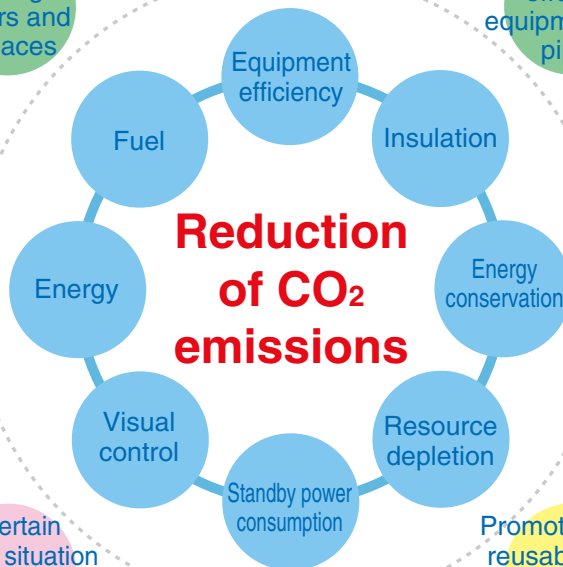 rs and
aces
equipm
pi
Equipment
efficiency
Fuel
Insulation
Reduction
of CO2
emissions
Energy
Energy
conservation
Visual
control
Resource
depletion
Standby power
consumption
ertain
situation
Promot
reusab